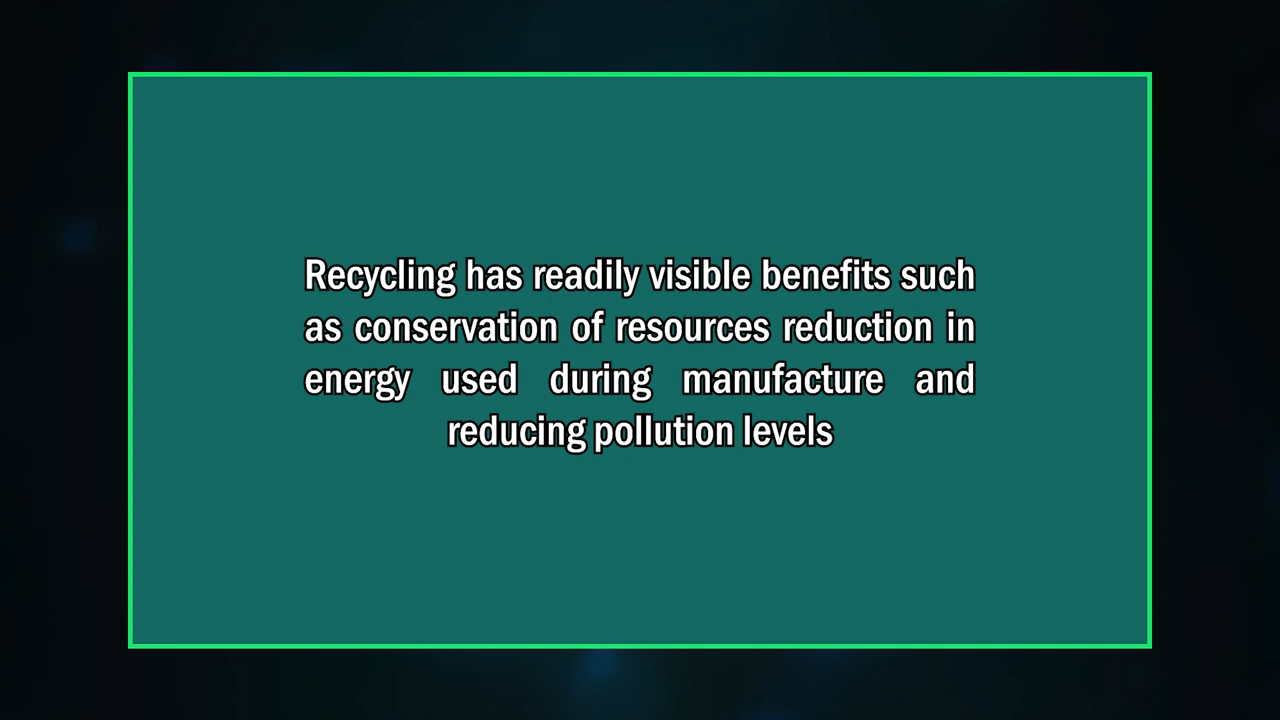 Recycling has readily visible benefits such
as conservation of resources reduction in
energy used during manufacture and
reducing pollution levels